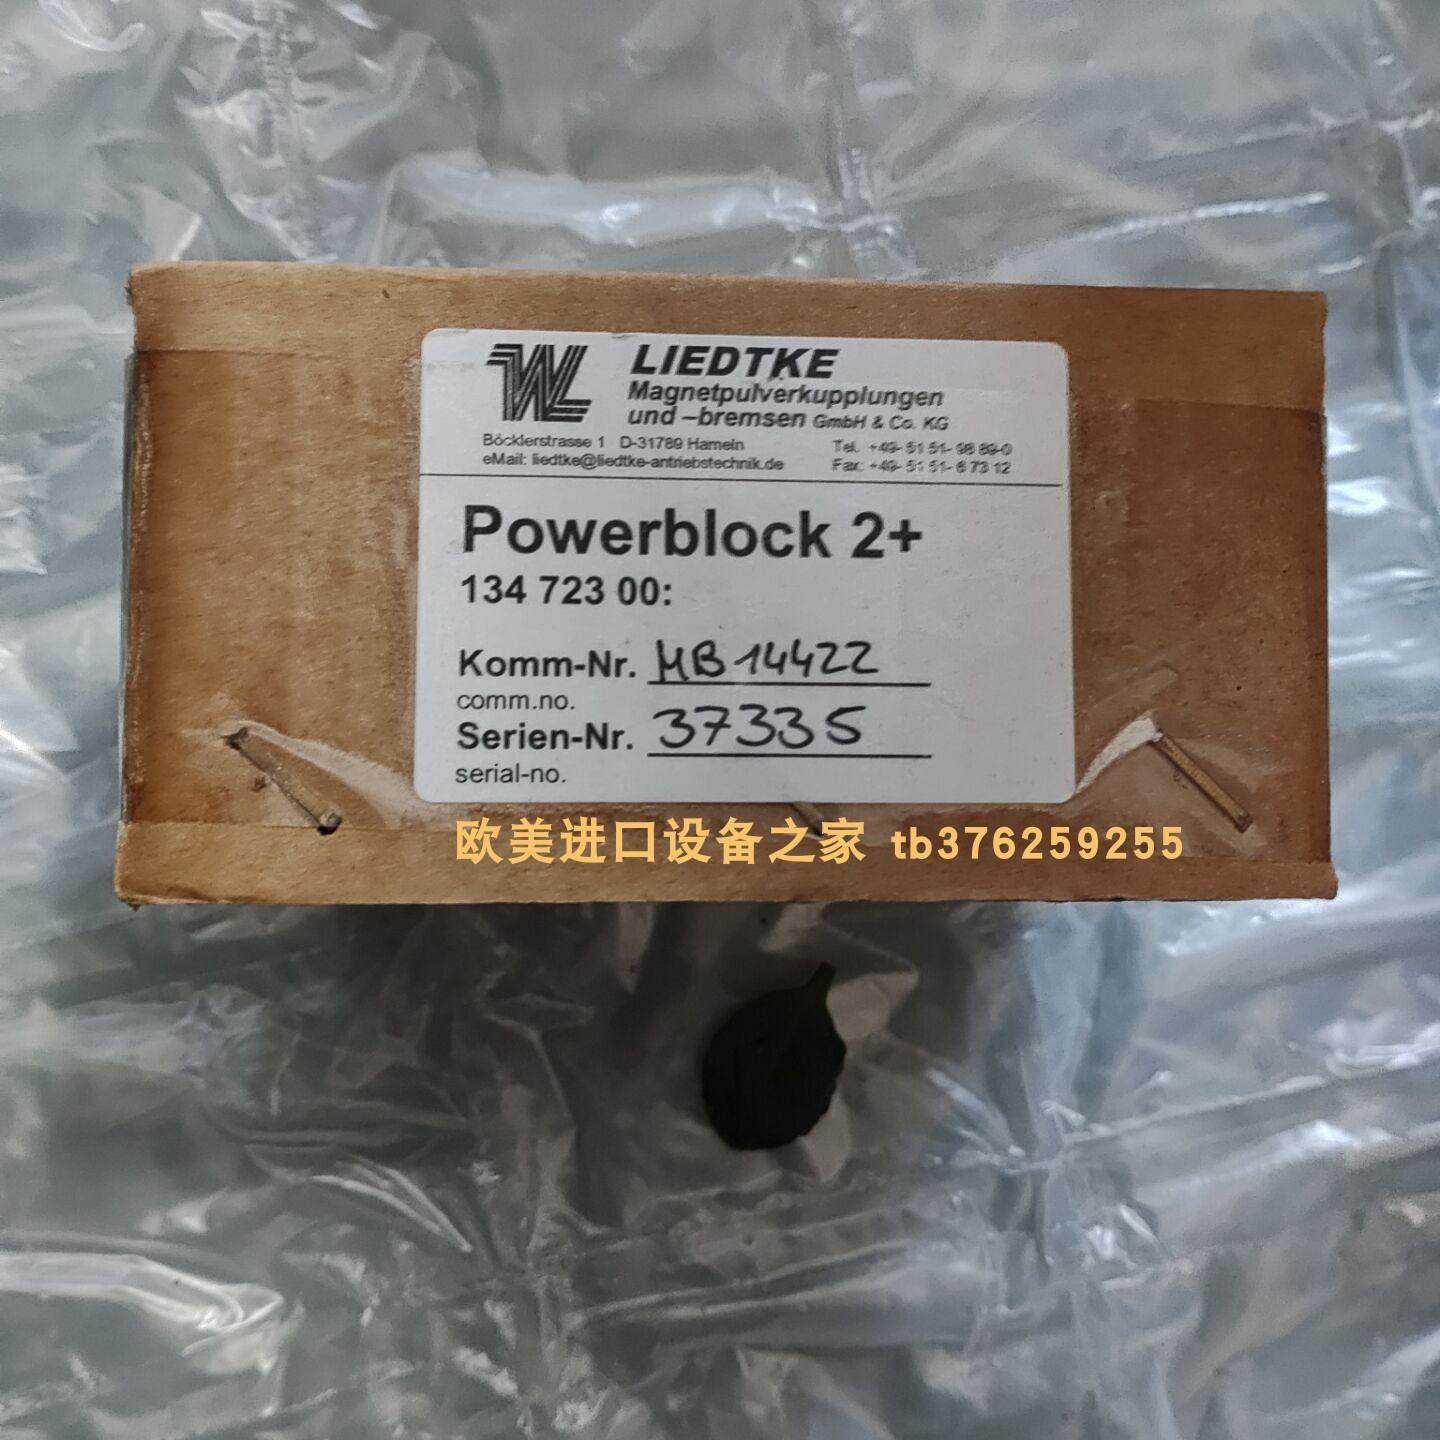 LIEDTKE
Magnetpulverkupplungen
und -bremsen GmbH & Co. KG
Böcklerstrasse 1 D-31789 Hameln Tel. +49- 51 51- 98 89-0
eMail: liedtke@liedtke-antriebstechnik.de Fax: +49- 51 51- 6 73 12
Powerblock 2+
134 723 00:
Komm-Nr. MB 14422
comm.no.
Serien-Nr. 37335
serial-no.
欧美进口设备之家 tb376259255